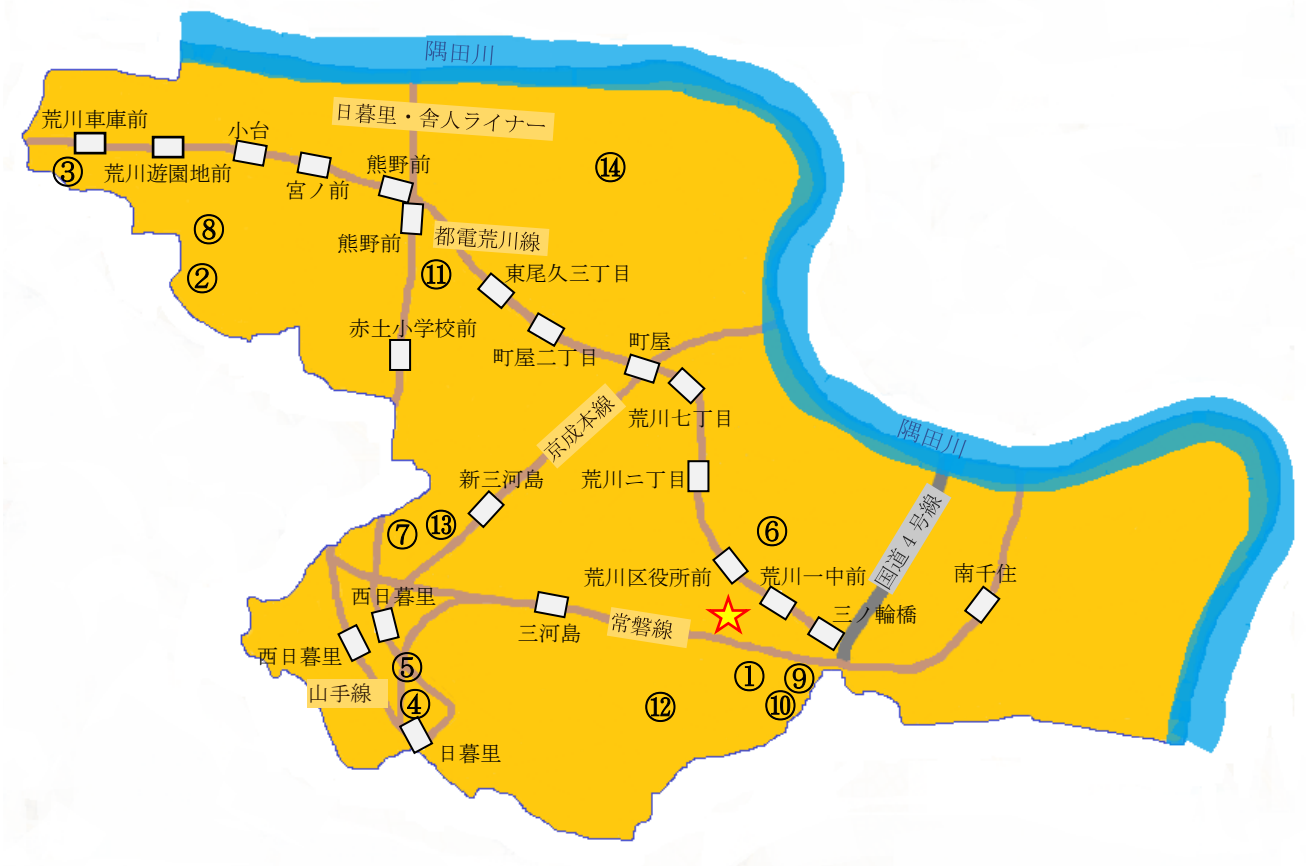 隅田川
日暮里・舎人ライナー
荒川車庫前
小台
③
荒川遊園地前
宮ノ前
熊野前
⑭
⑧
熊野前
都電荒川線
②
⑪
東尾久三丁目
赤土小学校前
町屋二丁目
町屋
荒川七丁目
京成本線
隅田川
新三河島
荒川ニ丁目
⑦
⑬
⑥
国道4号線
荒川区役所前
荒川一中前
南千住
西日暮里
三河島
常磐線
三ノ輪橋
西日暮里
⑤
①
⑨
山手線
④
⑫
⑩
日暮里